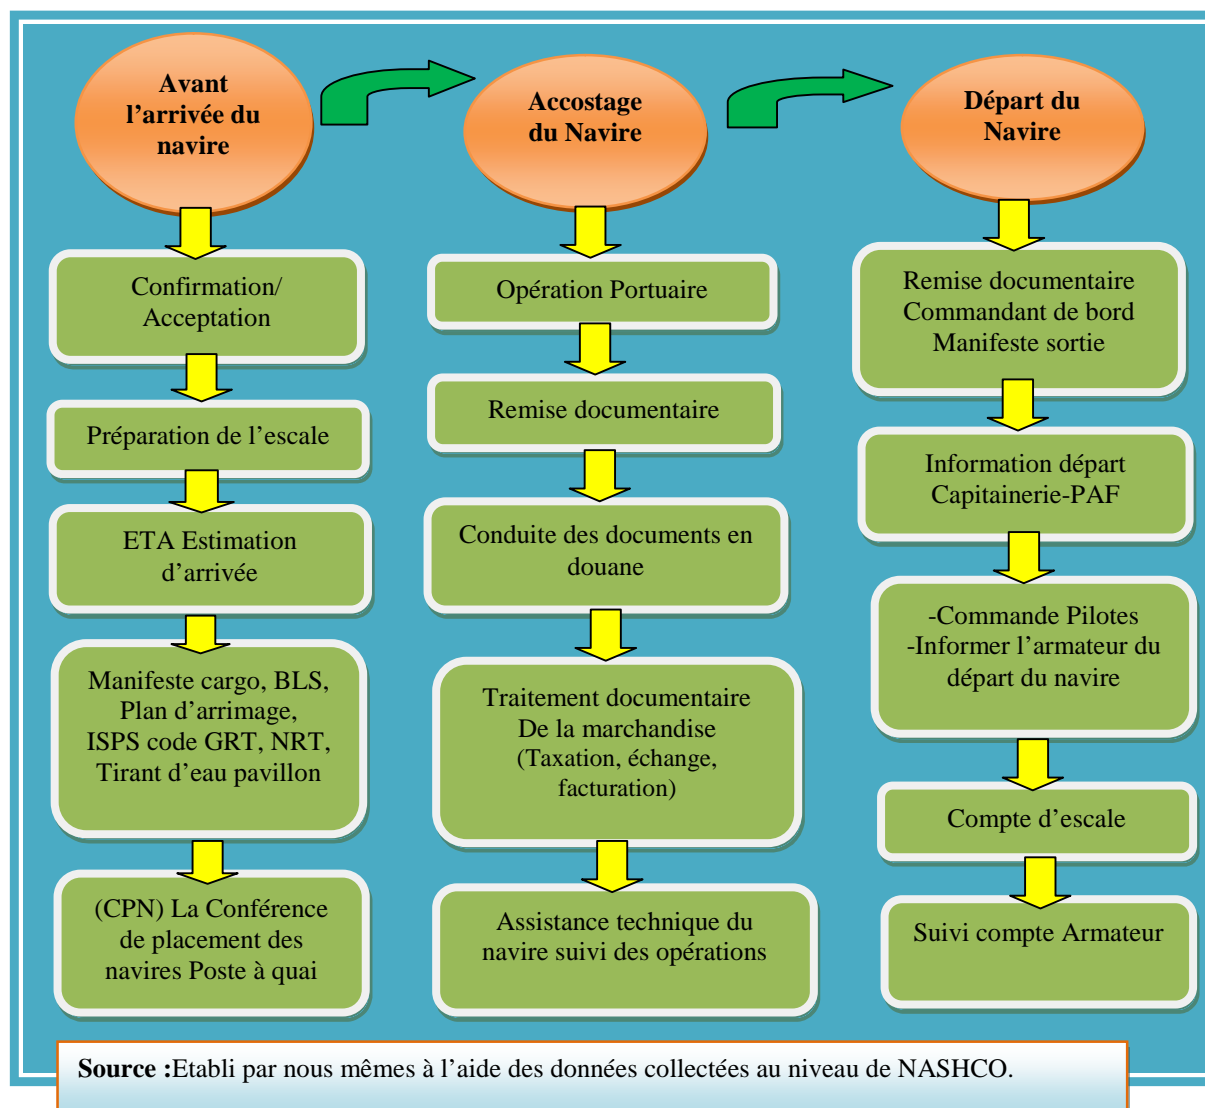 Avant
l’arrivée du
navire
Confirmation/
Acceptation
Préparation de l’escale
ETA Estimation
d’arrivée
Manifeste cargo, BLS,
Plan d’arrimage,
ISPS code GRT, NRT,
Tirant d’eau pavillon
(CPN) La Conférence
de placement des
navires Poste à quai
Accostage
du Navire
Opération Portuaire
Remise documentaire
Conduite des documents en
douane
Traitement documentaire
De la marchandise
(Taxation, échange,
facturation)
Assistance technique du
navire suivi des opérations
Départ du
Navire
Remise documentaire
Commandant de bord
Manifeste sortie
Information départ
Capitainerie-PAF
-Commande Pilotes
-Informer l’armateur du
départ du navire
Compte d’escale
Suivi compte Armateur
Source :Etabli par nous mêmes à l’aide des données collectées au niveau de NASHCO.